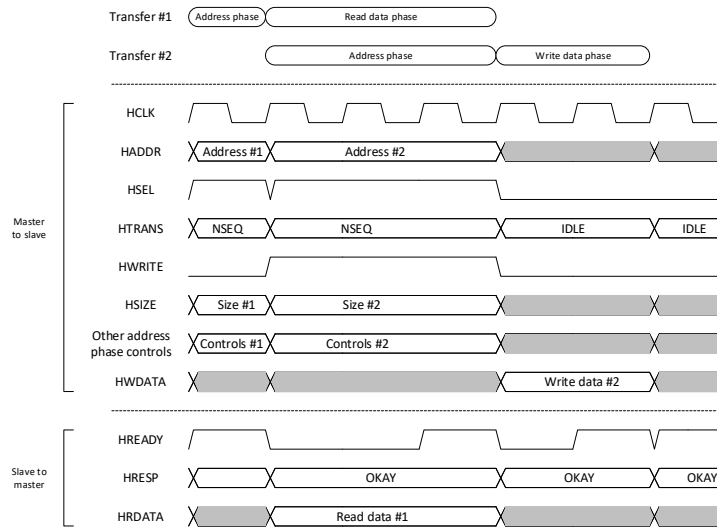 Transfer #1
Address phase
Read data phase
Transfer #2
Address phase
Write data phase
HCLK
HADDR
Address #1
Address #2
HSEL
Master
to slave
HTRANS
NSEQ
NSEQ
IDLE
IDLE
HWRITE
HSIZE
Size #1
Size #2
Other address
phase controls
Controls #1
Controls #2
HWDATA
Write data #2
HREADY
Slave to
master
HRESP
OKAY
OKAY
OKAY
HRDATA
Read data #1